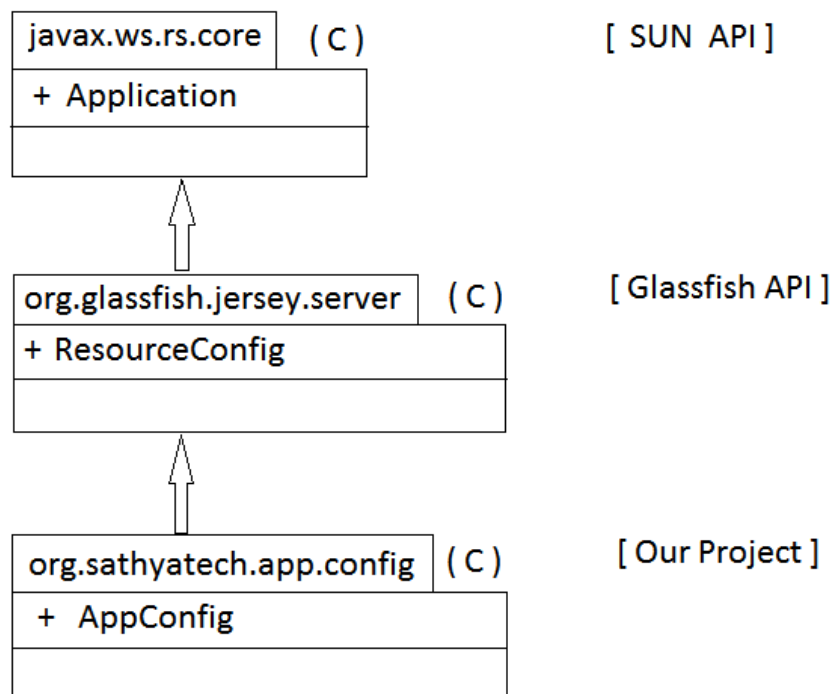 javax.ws.rs.core ( C ) [ SUN API ]
+ Application
org.glassfish.jersey.server ( C ) [ Glassfish API ]
+ ResourceConfig
org.sathyatech.app.config ( C ) [ Our Project ]
+ AppConfig